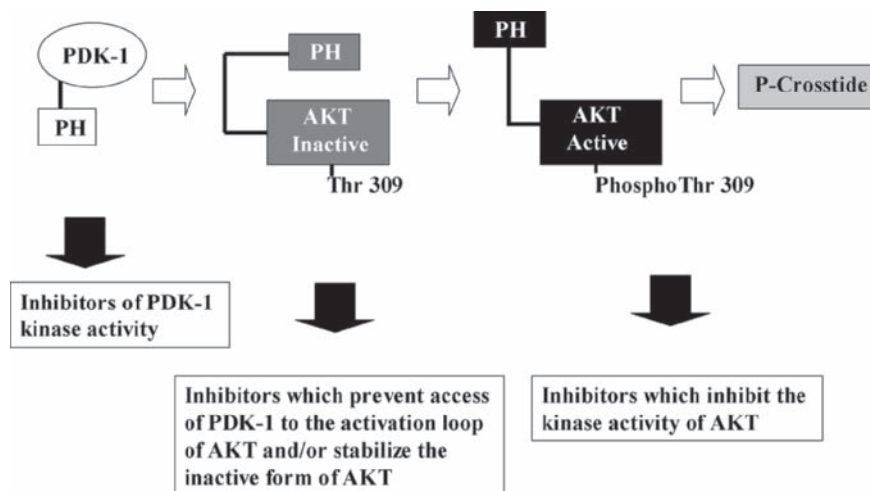 PDK-1
PH
PH
AKT
Inactive
Thr 309
PH
AKT
Active
Phospho Thr 309
P-Crosstide
Inhibitors of PDK-1
kinase activity
Inhibitors which prevent access
of PDK-1 to the activation loop
of AKT and/or stabilize the
inactive form of AKT
Inhibitors which inhibit the
kinase activity of AKT